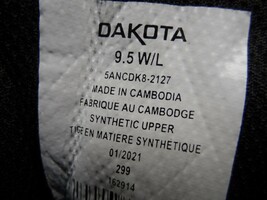 DAKOTA
9.5 W/L
5ANCDK8-2127
MADE IN CAMBODIA
FABRIQUE AU CAMBODGE
SYNTHETIC UPPER
TIGE EN MATIERE SYNTHETIQUE
01/2021
299